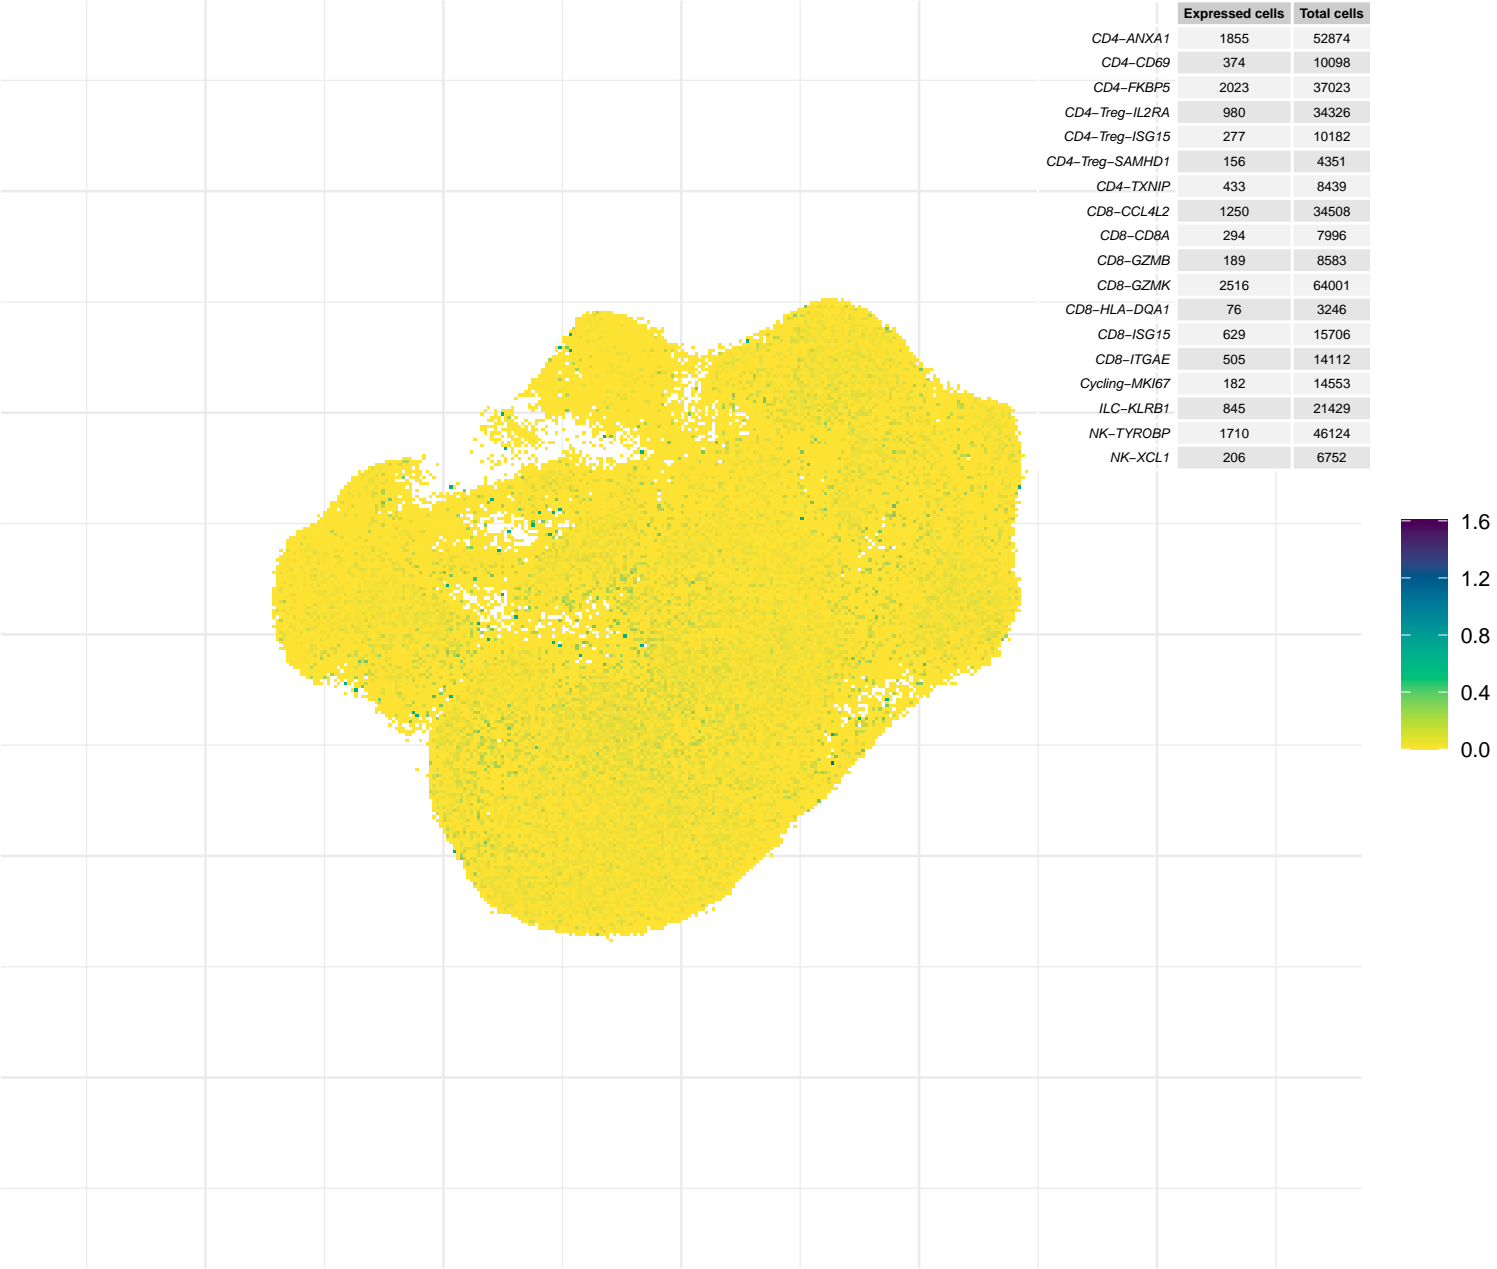 Expressed cells Total cells
CD4−ANXA1 1855 52874
CD4−CD69 374 10098
CD4−FKBP5 2023 37023
CD4−Treg−IL2RA 980 34326
CD4−Treg−ISG15 277 10182
CD4−Treg−SAMHD1 156 4351
CD4−TXNIP 433 8439
CD8−CCL4L2 1250 34508
CD8−CD8A 294 7996
CD8−GZMB 189 8583
CD8−GZMK 2516 64001
CD8−HLA−DQA1 76 3246
CD8−ISG15 629 15706
CD8−ITGAE 505 14112
Cycling−MKI67 182 14553
ILC−KLRB1 845 21429
NK−TYROBP 1710 46124
NK−XCL1 206 6752
1.6
1.2
0.8
0.4
0.0